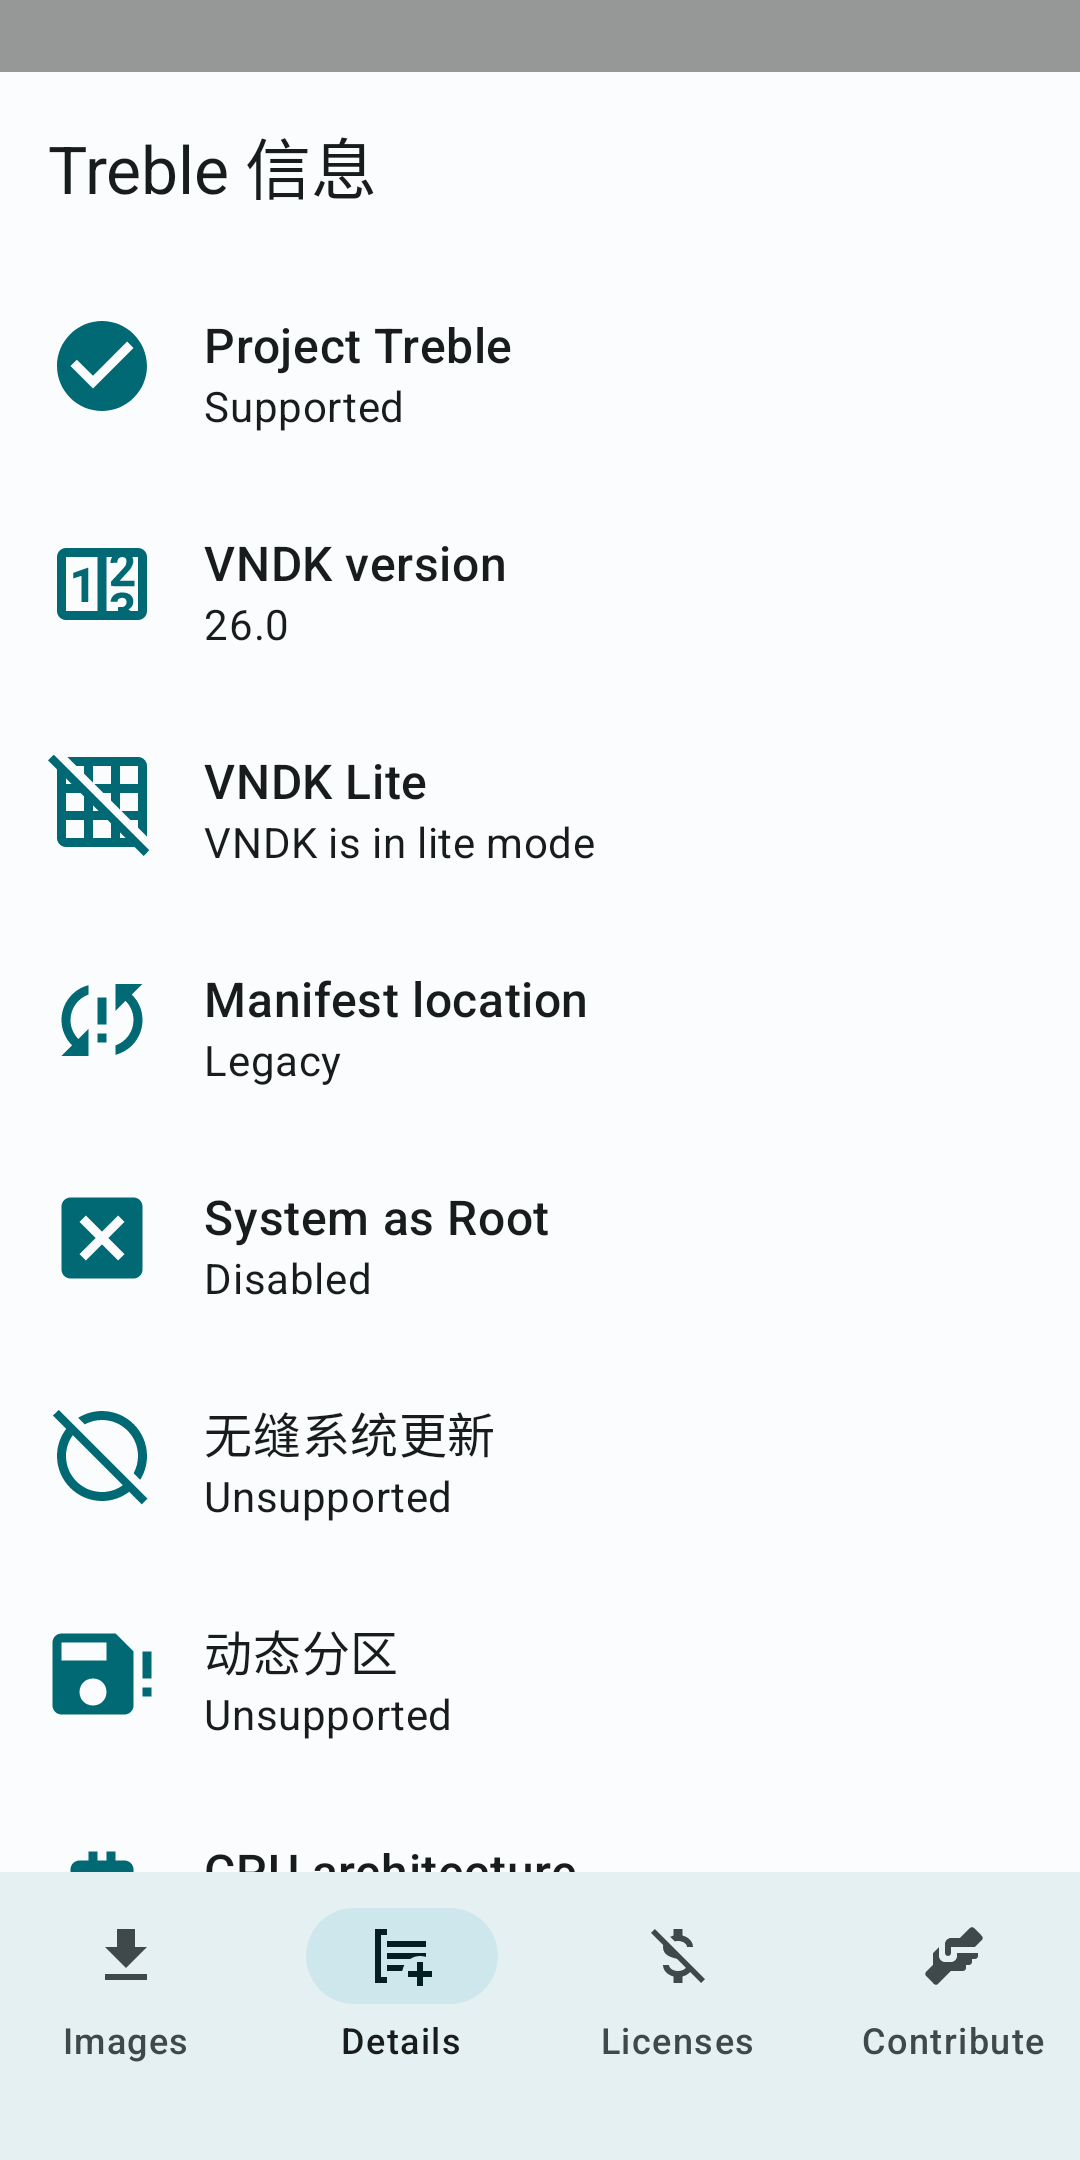 Treble 信息
Project Treble
Supported
VNDK version
26.0
VNDK Lite
VNDK is in lite mode
Manifest location
Legacy
System as Root
Disabled
无缝系统更新
Unsupported
动态分区
Unsupported
CPU architecture
Images
Details
Licenses
Contribute